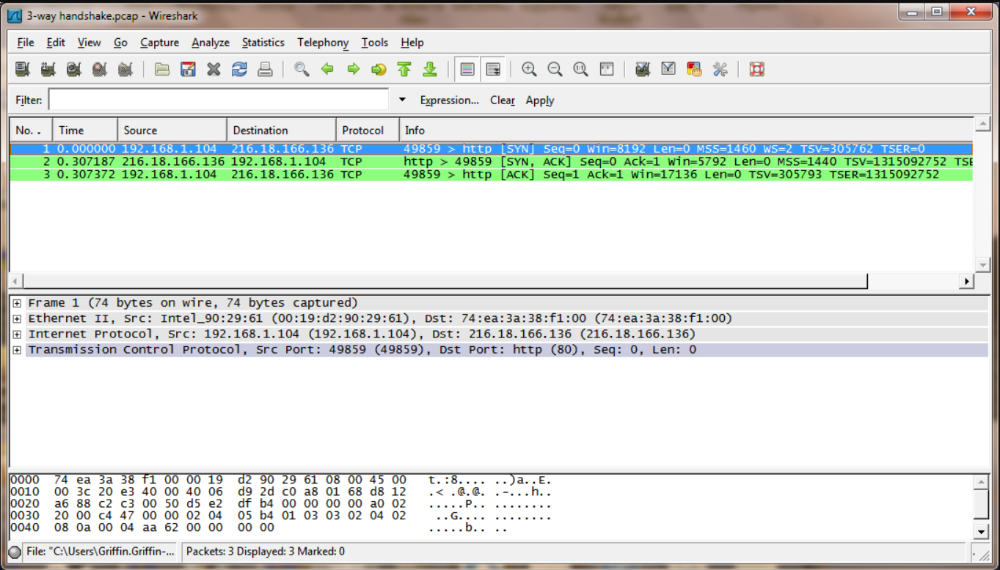 3-way handshake.pcap - Wireshark
File Edit View Go Capture Analyze Statistics Telephony Tools Help
Filter: Expression... Clear Apply
No. . Time Source Destination Protocol Info
1 0.000000 192.168.1.104 216.18.166.136 TCP 49859 > http [SYN] Seq=0 Win=8192 Len=0 MSS=1460 WS=2 TSV=305762 TSER=0
2 0.307187 216.18.166.136 192.168.1.104 TCP http > 49859 [SYN, ACK] Seq=0 Ack=1 Win=5792 Len=0 MSS=1440 TSV=1315092752 TSE
3 0.307372 192.168.1.104 216.18.166.136 TCP 49859 > http [ACK] Seq=1 Ack=1 Win=17136 Len=0 TSV=305793 TSER=1315092752
Frame 1 (74 bytes on wire, 74 bytes captured)
Ethernet II, Src: Intel_90:29:61 (00:19:d2:90:29:61), Dst: 74:ea:3a:38:f1:00 (74:ea:3a:38:f1:00)
Internet Protocol, Src: 192.168.1.104 (192.168.1.104), Dst: 216.18.166.136 (216.18.166.136)
Transmission Control Protocol, Src Port: 49859 (49859), Dst Port: http (80), Seq: 0, Len: 0
0000 74 ea 3a 38 f1 00 00 19 d2 90 29 61 08 00 45 00 t.:8.... ..)a..E.
0010 00 3c 20 e3 40 00 40 06 d9 2d c0 a8 01 68 d8 12 .< .@.@. .-...h..
0020 a6 88 c2 c3 00 50 d5 e2 df b4 00 00 00 00 a0 02 .....P.. ........
0030 20 00 c4 47 00 00 02 04 05 b4 01 03 03 02 04 02 ..G.... ........
0040 08 0a 00 04 aa 62 00 00 00 00 .....b.. ..
File: "C:\Users\Griffin.Griffin-... Packets: 3 Displayed: 3 Marked: 0